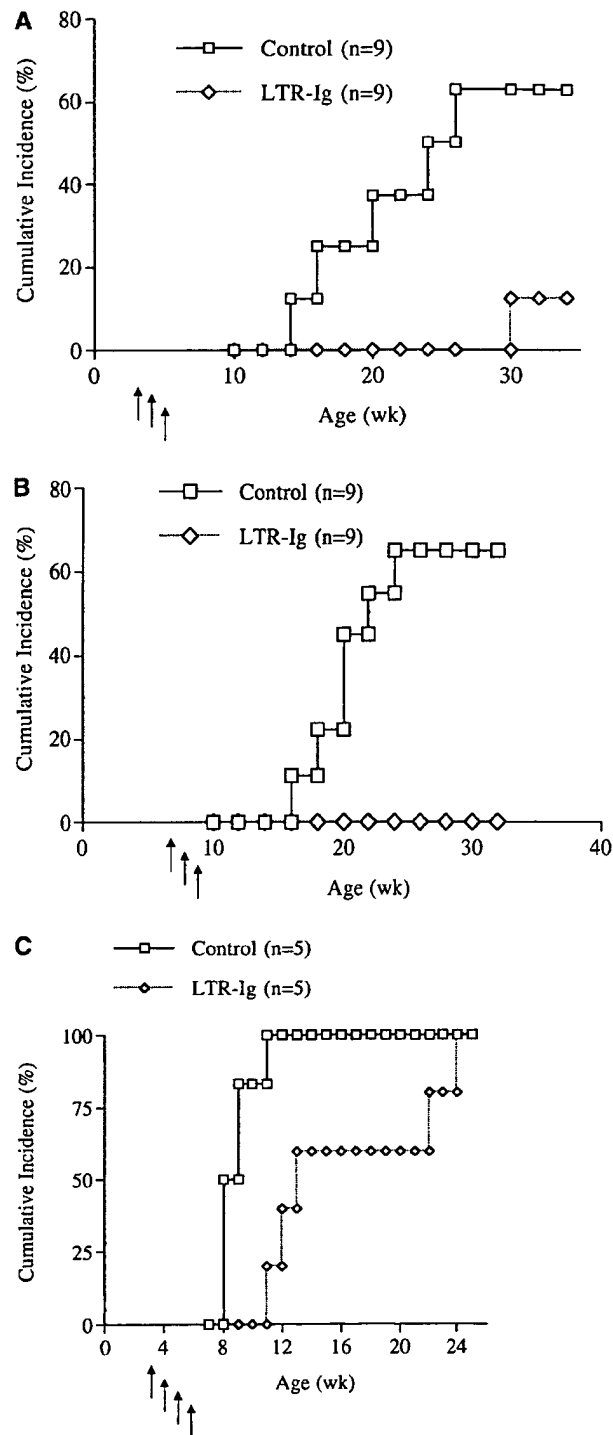 A
80
Control (n=9)
LTR-Ig (n=9)
60
40
20
0
Cumulative Incidence (%)
0 10 20 30
Age (wk)
B
80
Control (n=9)
LTR-Ig (n=9)
60
40
20
0
Cumulative Incidence (%)
0 10 20 30 40
Age (wk)
C
Control (n=5)
LTR-Ig (n=5)
100
75
50
25
0
Cumulative Incidence (%)
0 4 8 12 16 20 24
Age (wk)